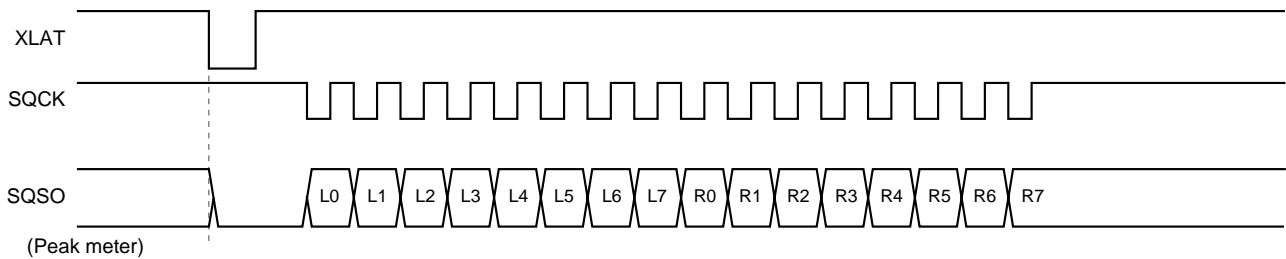 XLAT
SQCK
SQSO L0 L1 L2 L3 L4 L5 L6 L7 R0 R1 R2 R3 R4 R5 R6 R7
(Peak meter)